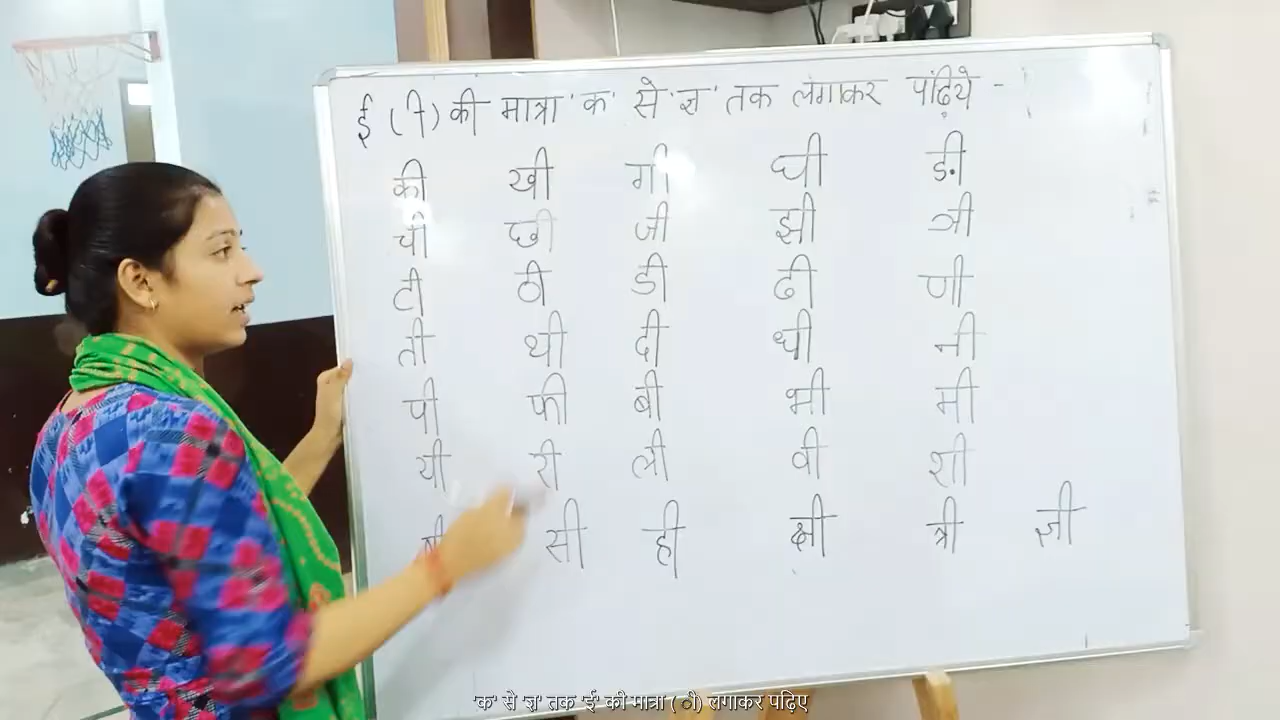 ई (ी) की मात्रा 'क' से 'ज्ञ' तक लगाकर पढ़िये -
की खी गी घी ङी
ची छी जी झी ञी
टी ठी डी ढी णी
ती थी दी धी नी
पी फी बी भी मी
यी री ली वी शी
षी सी ही क्षी त्री ज्ञी
'क' से 'ज्ञ' तक 'ई' की मात्रा ( ी) लगाकर पढ़िए